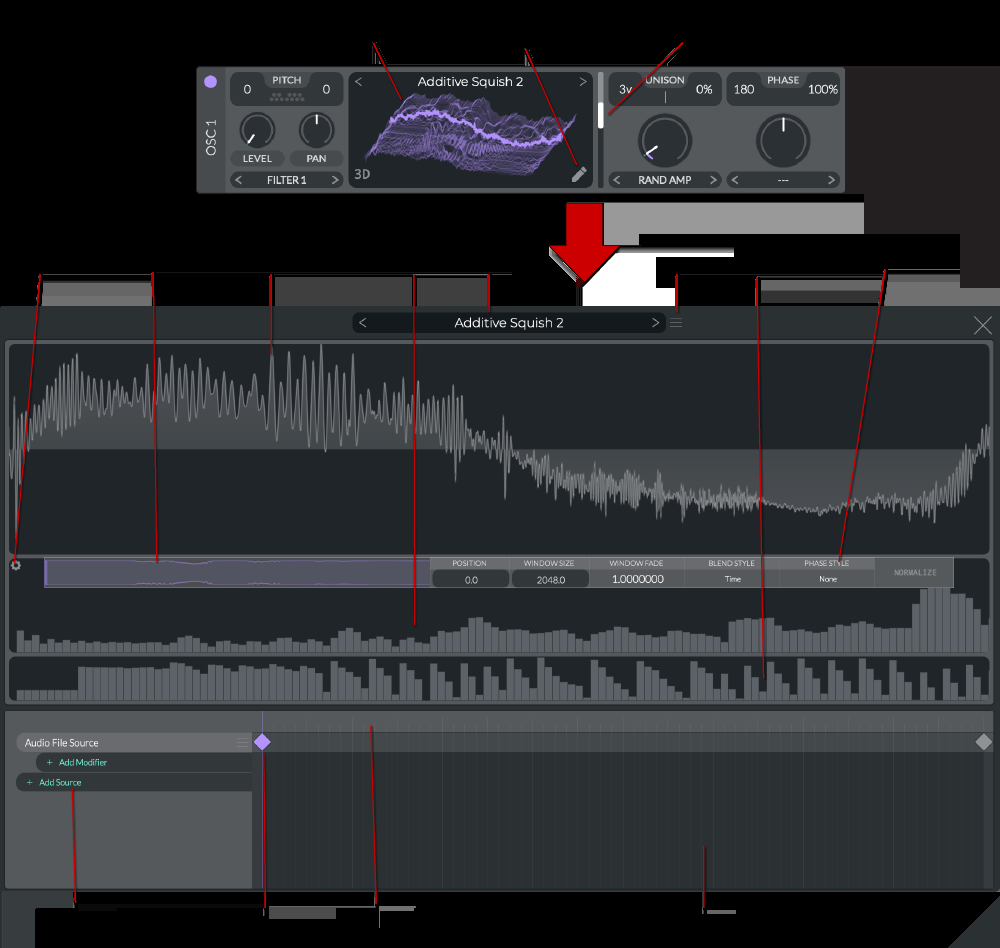 PITCH
0 0
LEVEL PAN
FILTER 1
OSC 1
Additive Squish 2
3D
UNISON
3v 0%
RAND AMP
PHASE
180 100%
---
Additive Squish 2
POSITION WINDOW SIZE WINDOW FADE BLEND STYLE PHASE STYLE
0.0 2048.0 1.0000000 Time None
NORMALIZE
Audio File Source
+ Add Modifier
+ Add Source